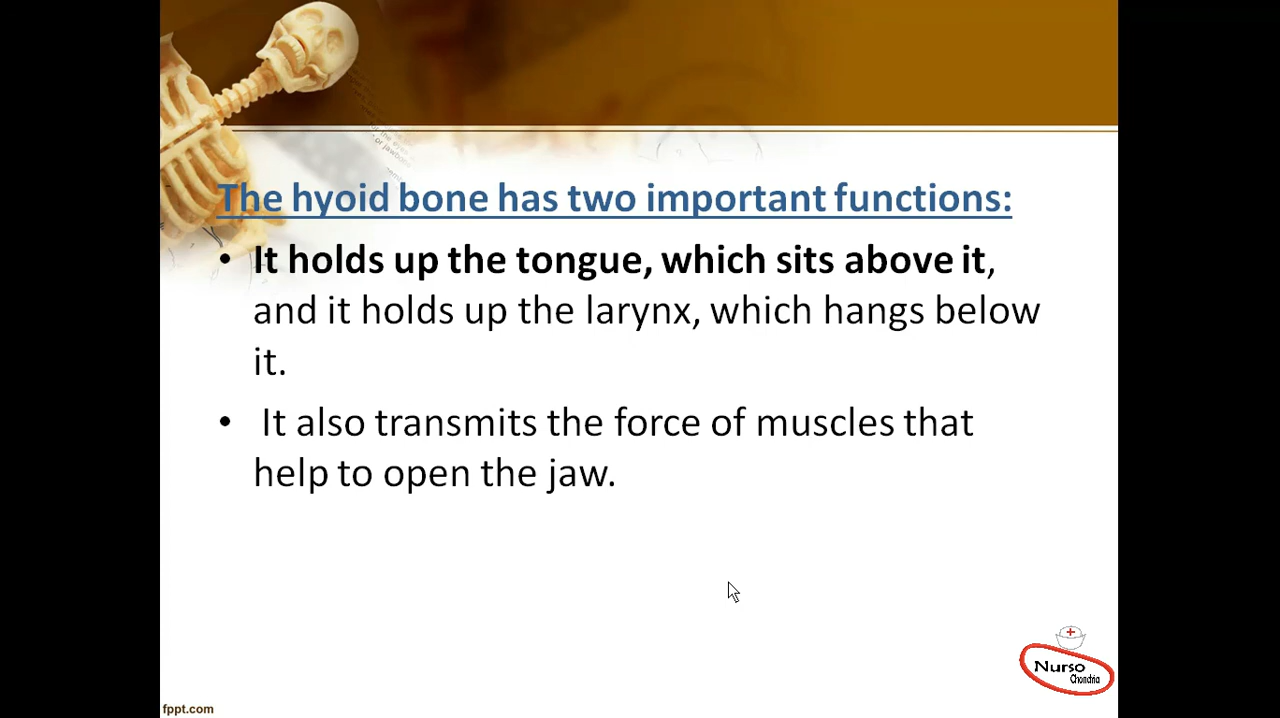 The hyoid bone has two important functions:
• It holds up the tongue, which sits above it,
and it holds up the larynx, which hangs below
it.
• It also transmits the force of muscles that
help to open the jaw.
Nurso
Chondria
fppt.com